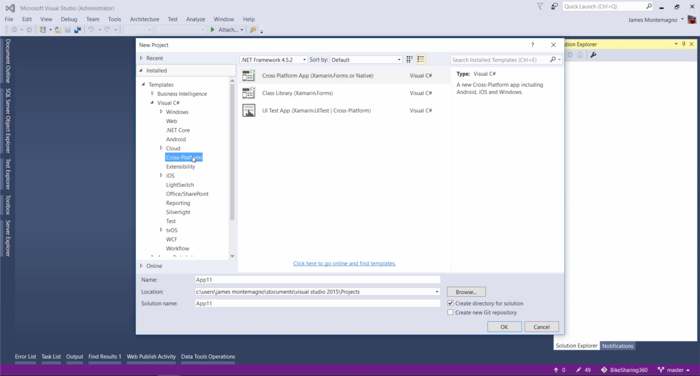 Microsoft Visual Studio (Administrator)
Quick Launch (Ctrl+Q)
File Edit View Debug Team Tools Architecture Test Analyze Window Help
James Montemagno
Attach...
Document Outline
SQL Server Object Explorer
Test Explorer
Toolbox
Server Explorer
New Project
Recent
Installed
Templates
Business Intelligence
Visual C#
Windows
Web
.NET Core
Android
Cloud
Cross-Platform
Extensibility
iOS
LightSwitch
Office/SharePoint
Reporting
Silverlight
Test
tvOS
WCF
Workflow
Online
.NET Framework 4.5.2 Sort by: Default
Cross Platform App (Xamarin.Forms or Native) Visual C#
Class Library (Xamarin.Forms) Visual C#
UI Test App (Xamarin.UITest | Cross-Platform) Visual C#
Click here to go online and find templates.
Search Installed Templates (Ctrl+E)
Type: Visual C#
A new Cross-Platform app including
Android, iOS and Windows.
Name: App11
Location: c:\users\james montemagno\documents\visual studio 2015\Projects
Browse...
Solution name: App11
Create directory for solution
Create new Git repository
OK Cancel
Explorer
Solution Explorer Notifications
Error List Task List Output Find Results 1 Web Publish Activity Data Tools Operations
0 49 BikeSharing360 master